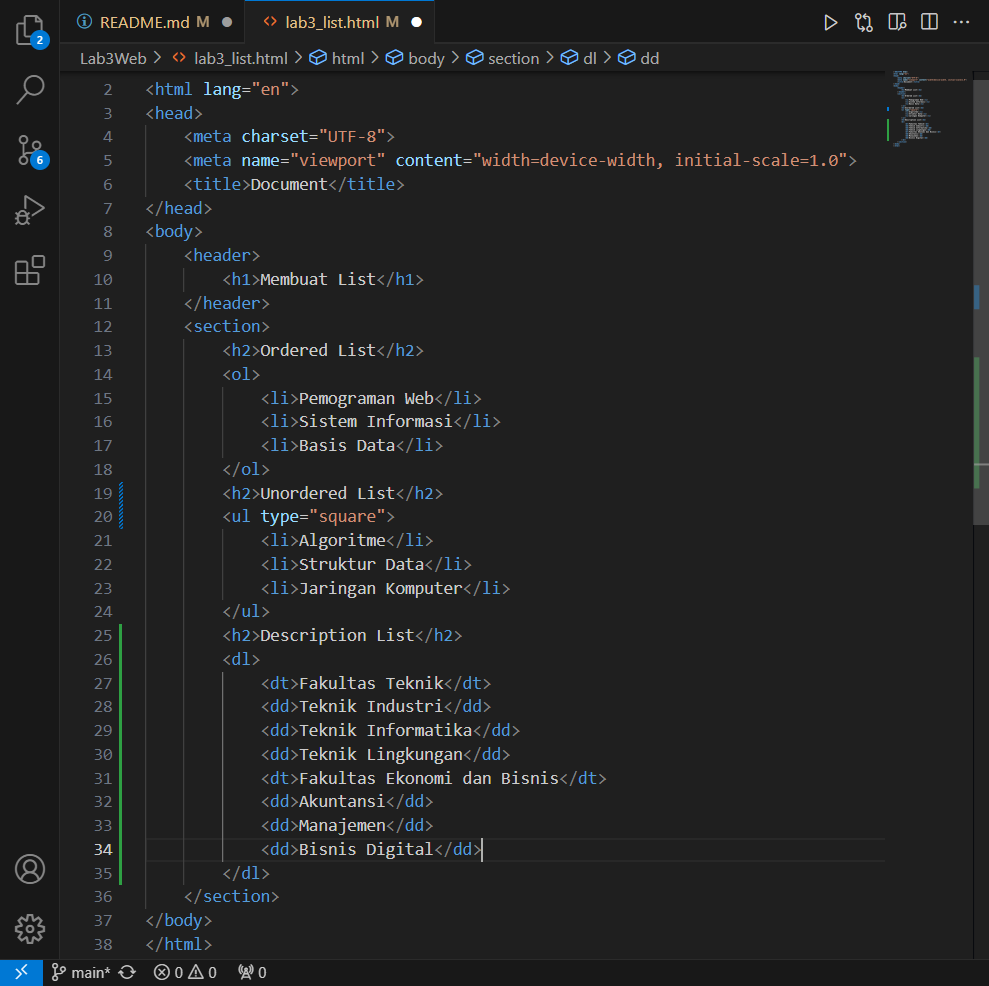 README.md M
lab3_list.html M
Lab3Web > lab3_list.html > html > body > section > dl > dd
2 <html lang="en">
3 <head>
4 <meta charset="UTF-8">
5 <meta name="viewport" content="width=device-width, initial-scale=1.0">
6 <title>Document</title>
7 </head>
8 <body>
9 <header>
10 <h1>Membuat List</h1>
11 </header>
12 <section>
13 <h2>Ordered List</h2>
14 <ol>
15 <li>Pemograman Web</li>
16 <li>Sistem Informasi</li>
17 <li>Basis Data</li>
18 </ol>
19 <h2>Unordered List</h2>
20 <ul type="square">
21 <li>Algoritme</li>
22 <li>Struktur Data</li>
23 <li>Jaringan Komputer</li>
24 </ul>
25 <h2>Description List</h2>
26 <dl>
27 <dt>Fakultas Teknik</dt>
28 <dd>Teknik Industri</dd>
29 <dd>Teknik Informatika</dd>
30 <dd>Teknik Lingkungan</dd>
31 <dt>Fakultas Ekonomi dan Bisnis</dt>
32 <dd>Akuntansi</dd>
33 <dd>Manajemen</dd>
34 <dd>Bisnis Digital</dd>
35 </dl>
36 </section>
37 </body>
38 </html>
2
6
main* 0 0 0